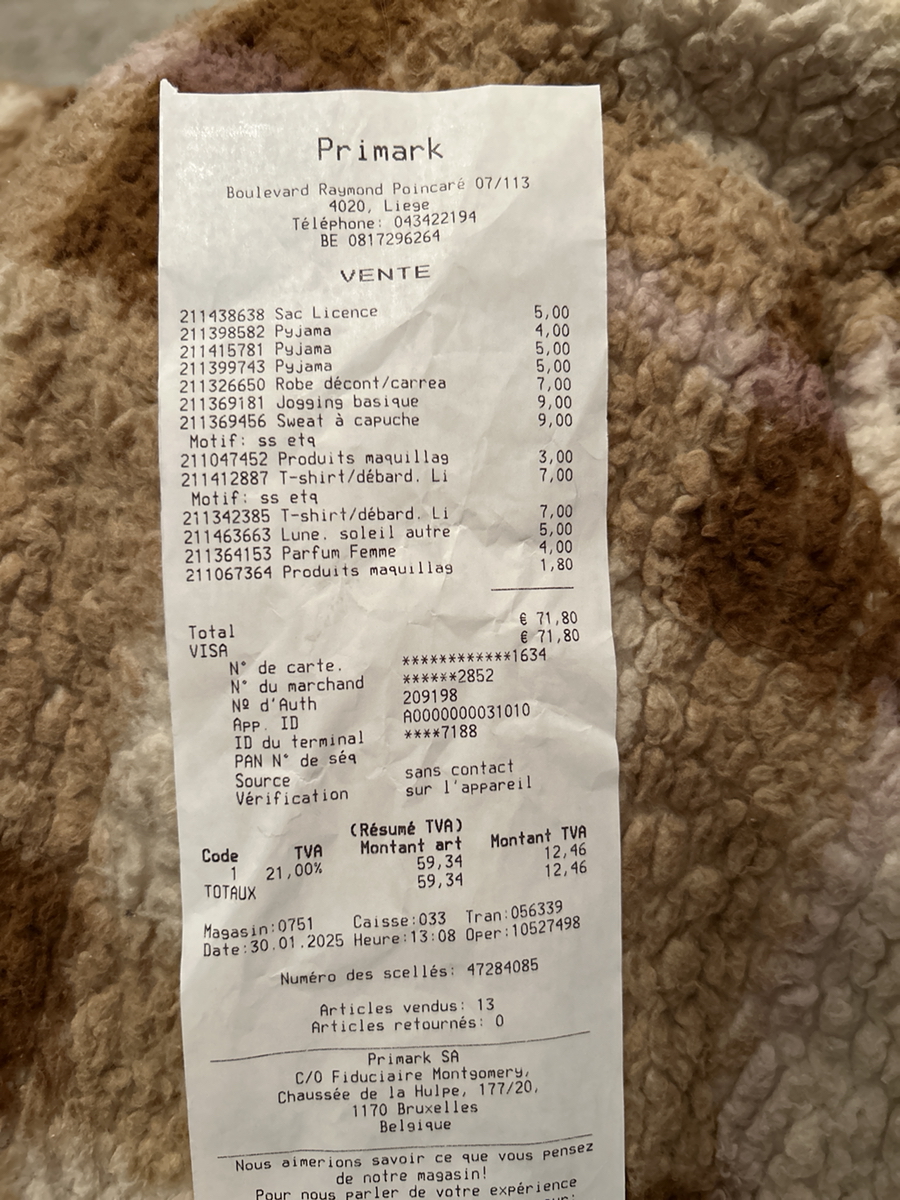 Primark
Boulevard Raymond Poincaré 07/113
4020, Liege
Téléphone: 043422194
BE 0817296264
VENTE
211438638 Sac Licence 5,00
211398582 Pyjama 4,00
211415781 Pyjama 5,00
211399743 Pyjama 5,00
211326650 Robe décont/carrea 7,00
211369181 Jogging basique 9,00
211369456 Sweat à capuche 9,00
Motif: ss etq
211047452 Produits maquillag 3,00
211412887 T-shirt/débard. Li 7,00
Motif: ss etq
211342385 T-shirt/débard. Li 7,00
211463663 Lune. soleil autre 5,00
211364153 Parfum Femme 4,00
211067364 Produits maquillag 1,80
Total € 71,80
VISA € 71,80
N° de carte. ************1634
N° du marchand ******2852
Nº d'Auth 209198
App. ID A0000000031010
ID du terminal ****7188
PAN N° de séq
Source sans contact
Vérification sur l'appareil
(Résumé TVA)
Code TVA Montant art Montant TVA
1 21,00% 59,34 12,46
TOTAUX 59,34 12,46
Magasin:0751 Caisse:033 Tran:056339
Date:30.01.2025 Heure:13:08 Oper:10527498
Numéro des scellés: 47284085
Articles vendus: 13
Articles retournés: 0
Primark SA
C/O Fiduciaire Montgomery,
Chaussée de la Hulpe, 177/20,
1170 Bruxelles
Belgique
Nous aimerions savoir ce que vous pensez
de notre magasin!
Pour nous parler de votre expérience